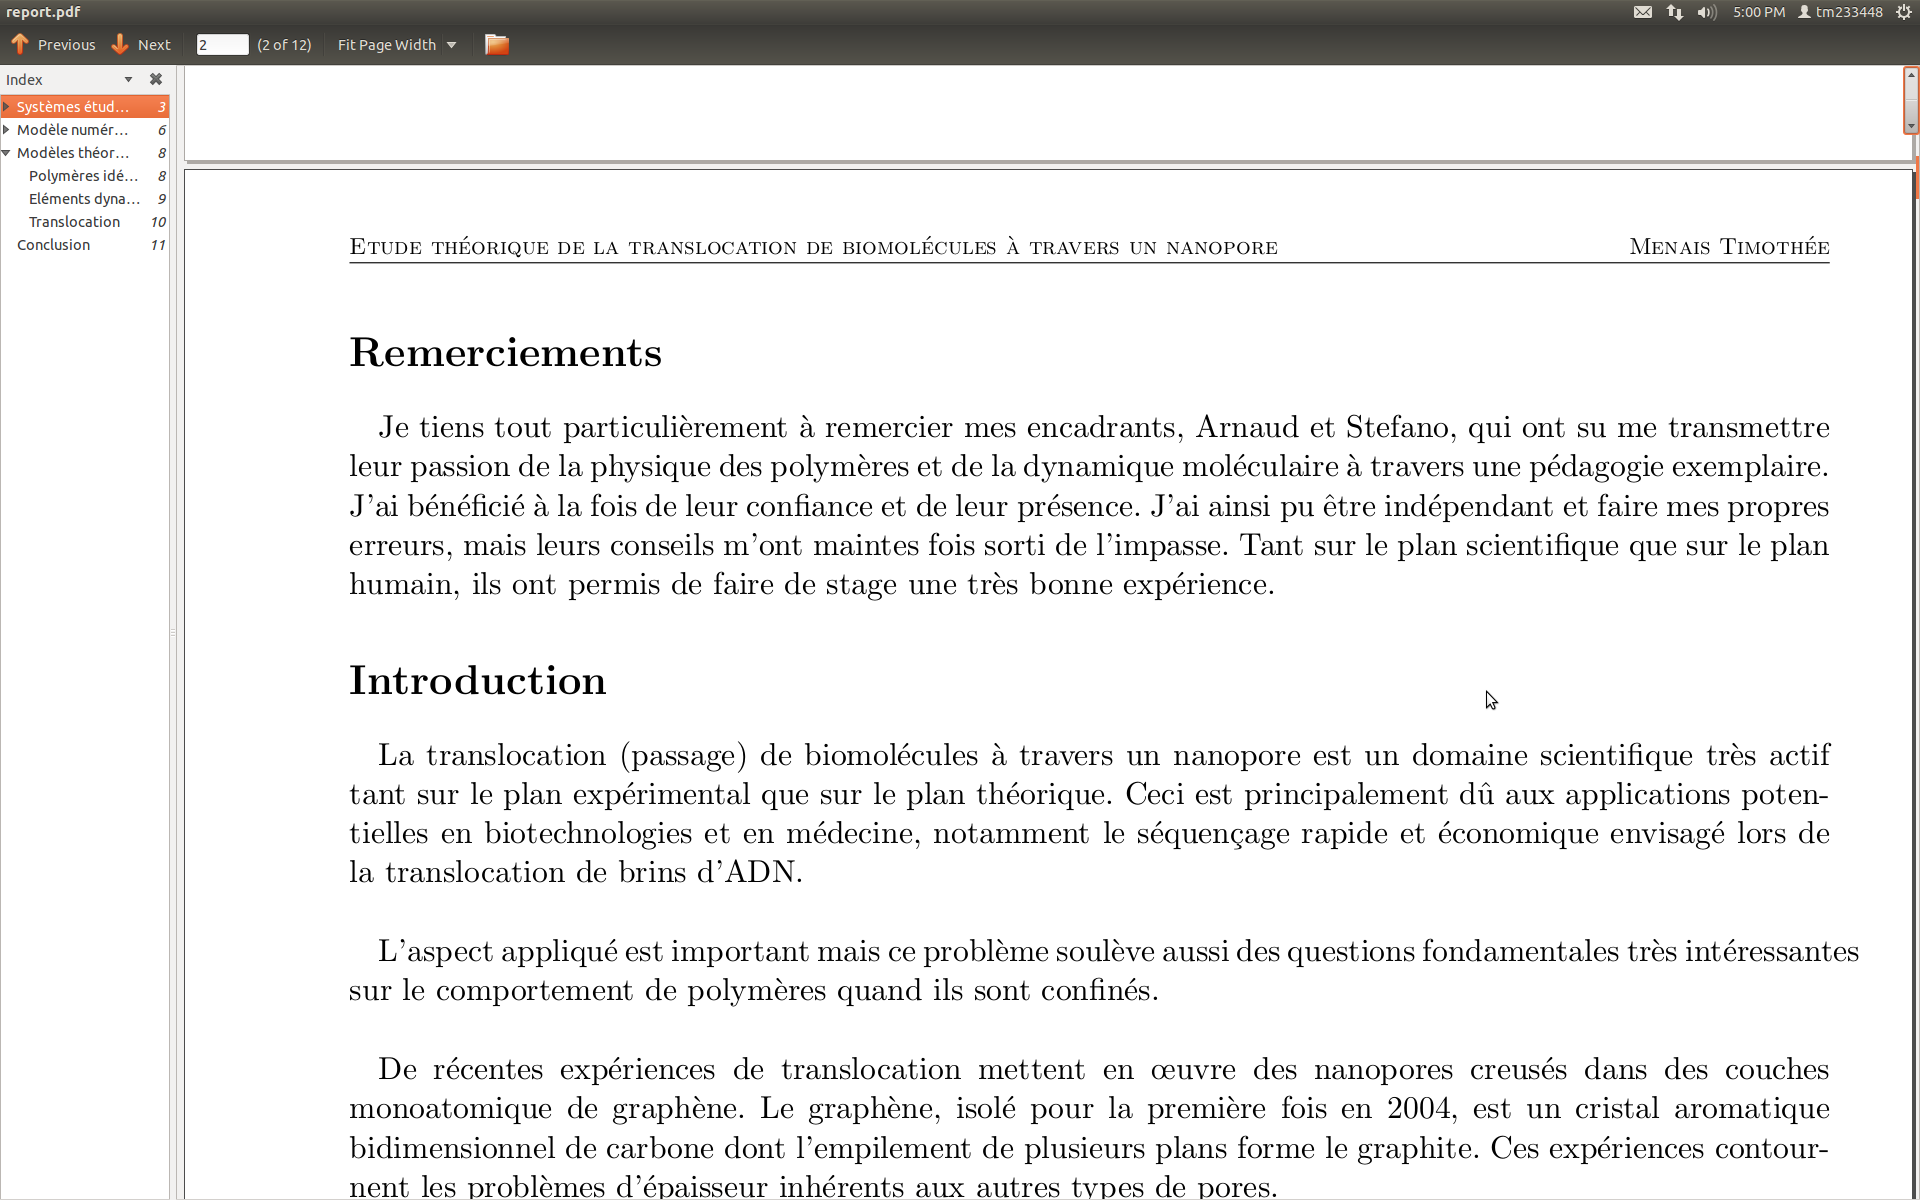 report.pdf
5:00 PM tm233448
Previous Next 2 (2 of 12) Fit Page Width
Index
Systèmes étud... 3
Modèle numér... 6
Modèles théor... 8
Polymères idé... 8
Eléments dyna... 9
Translocation 10
Conclusion 11
Etude théorique de la translocation de biomolécules à travers un nanopore Menais Timothée
Remerciements
Je tiens tout particulièrement à remercier mes encadrants, Arnaud et Stefano, qui ont su me transmettre
leur passion de la physique des polymères et de la dynamique moléculaire à travers une pédagogie exemplaire.
J'ai bénéficié à la fois de leur confiance et de leur présence. J'ai ainsi pu être indépendant et faire mes propres
erreurs, mais leurs conseils m'ont maintes fois sorti de l'impasse. Tant sur le plan scientifique que sur le plan
humain, ils ont permis de faire de stage une très bonne expérience.
Introduction
La translocation (passage) de biomolécules à travers un nanopore est un domaine scientifique très actif
tant sur le plan expérimental que sur le plan théorique. Ceci est principalement dû aux applications poten-
tielles en biotechnologies et en médecine, notamment le séquençage rapide et économique envisagé lors de
la translocation de brins d'ADN.
L'aspect appliqué est important mais ce problème soulève aussi des questions fondamentales très intéressantes
sur le comportement de polymères quand ils sont confinés.
De récentes expériences de translocation mettent en œuvre des nanopores creusés dans des couches
monoatomique de graphène. Le graphène, isolé pour la première fois en 2004, est un cristal aromatique
bidimensionnel de carbone dont l'empilement de plusieurs plans forme le graphite. Ces expériences contour-
nent les problèmes d'épaisseur inhérents aux autres types de pores.